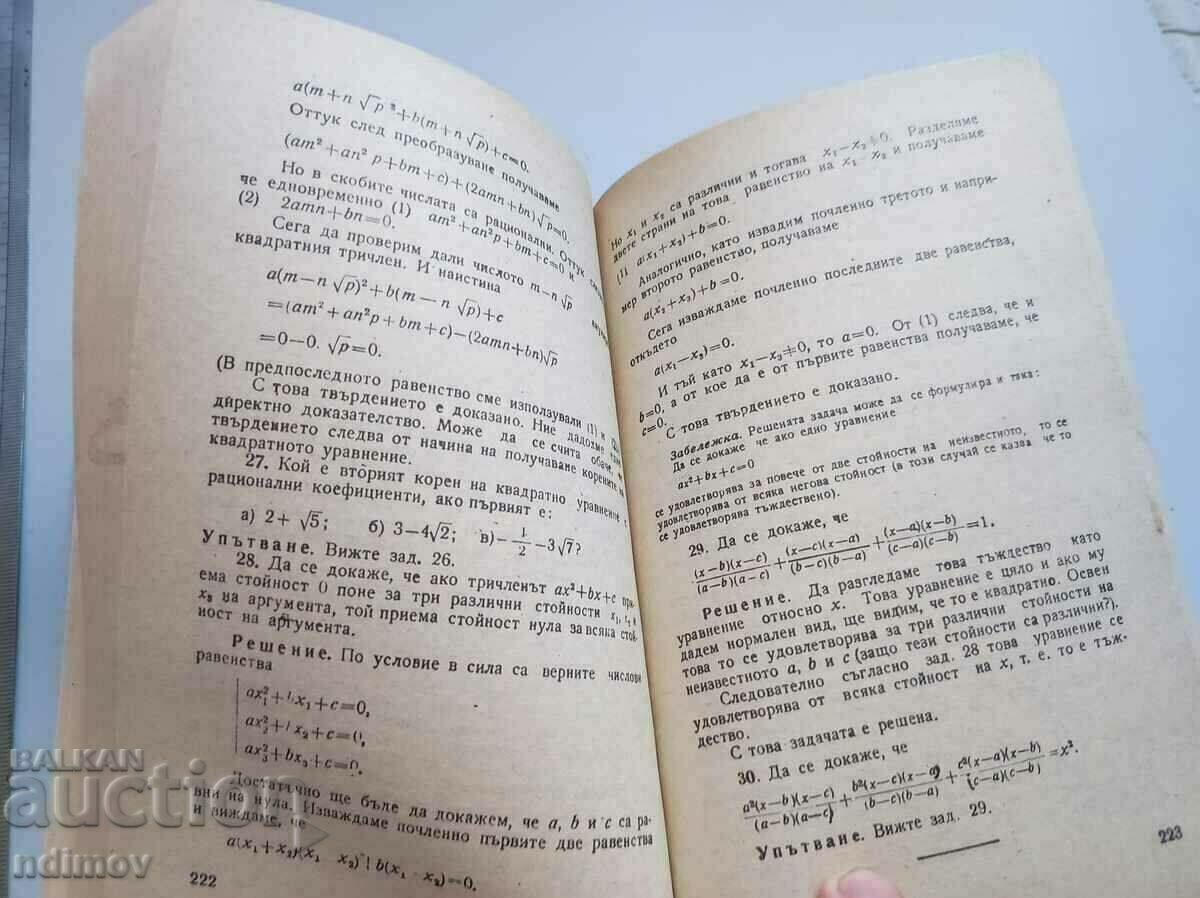 a(m+n √p)²+b(m+n √p)+c=0.
Оттук след преобразуване получаваме
(am²+an² p+bm+c)+(2amn+bn)√p=0.
Но в скобите числата са рационални. Оттук
че едновременно (1) am²+an²p+bm+c=0 и
(2) 2amn+bn=0.
Сега да проверим дали числото m−n √p
квадратния тричлен. И наистина
a(m−n √p)²+b(m−n √p)+c
=(am²+an²p+bm+c)−(2amn+bn)√p
=0−0. √p=0.
(В предпоследното равенство сме използували (1) и
С това твърдението е доказано. Ние дадохме
директно доказателство. Може да се счита обаче, че
твърдението следва от начина на получаване корените на
квадратното уравнение.
27. Кой е вторият корен на квадратно уравнение с
рационални коефициенти, ако първият е:
а) 2+ √5; б) 3−4√2; в)−1/2−3√7?
Упътване. Вижте зад. 26.
28. Да се докаже, че ако тричленът ax²+bx+c при-
ема стойност 0 поне за три различни стойности x₁,
x₃ на аргумента, той приема стойност нула за всяка стой-
ност на аргумента.
Решение. По условие в сила са верните числови
равенства
ax₁²+bx₁+c=0,
ax₂²+bx₂+c=0,
ax₃²+bx₃+c=0.
Достатъчно ще бъде да докажем, че a, b и c са ра-
вни на нула. Изваждаме почленно първите две равенства
и виждаме, че
a(x₁+x₂)(x₁ x₂) b(x₁ x₂)=0.
222
Но x₁ и x₂ са различни и тогава x₁−x₂≠0. Разделяме
двете страни на това равенство на x₁ x₂ и получаваме
(1) a(x₁+x₂)+b=0.
Аналогично, като извадим почленно третото и напри-
мер второто равенство, получаваме
a(x₂+x₃)+b=0.
Сега изваждаме почленно последните две равенства,
откъдето
a(x₁−x₃)=0.
И тъй като x₁−x₃≠0, то a=0. От (1) следва, че и
b=0, а от кое да е от първите равенства получаваме, че
c=0.
С това твърдението е доказано.
Забележка. Решената задача може да се формулира и така:
Да се докаже че ако едно уравнение
ax²+bx+c=0
се удовлетворява за повече от две стойности на неизвестното, то се
удовлетворява от всяка негова стойност (в този случай се казва че то
се удовлетворява тъждествено).
29. Да се докаже, че
(x−b)(x−c)/(a−b)(a−c)+(x−c)(x−a)/(b−c)(b−a)+(x−a)(x−b)/(c−a)(c−b)=1.
Решение. Да разгледаме това тъждество като
уравнение относно x. Това уравнение е цяло и ако му
дадем нормален вид, ще видим, че то е квадратно. Освен
това то се удовлетворява за три различни стойности на
неизвестното a, b и c (защо тези стойности са различни?).
Следователно съгласно зад. 28 това уравнение се
удовлетворява от всяка стойност на x, т. е. то е тъж-
дество.
С това задачата е решена.
30. Да се докаже, че
a²(x−b)(x−c)/(a−b)(a−c)+b²(x−c)(x−a)/(b−c)(b−a)+c²(x−a)(x−b)/(c−a)(c−b)=x².
Упътване. Вижте зад. 29.
223
BALKAN
auction
ndimov